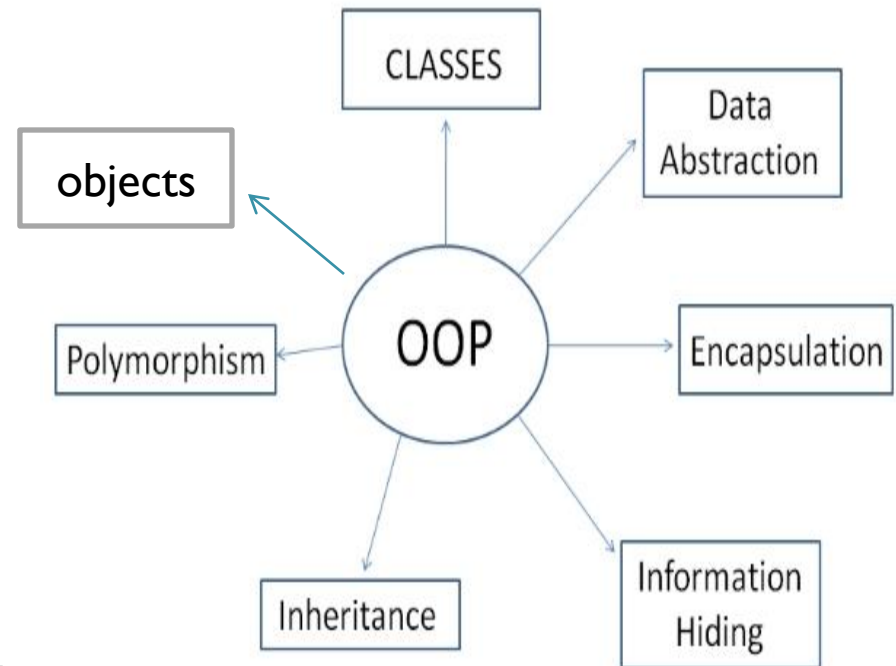 CLASSES
Data
Abstraction
objects
OOP
Polymorphism
Encapsulation
Inheritance
Information
Hiding